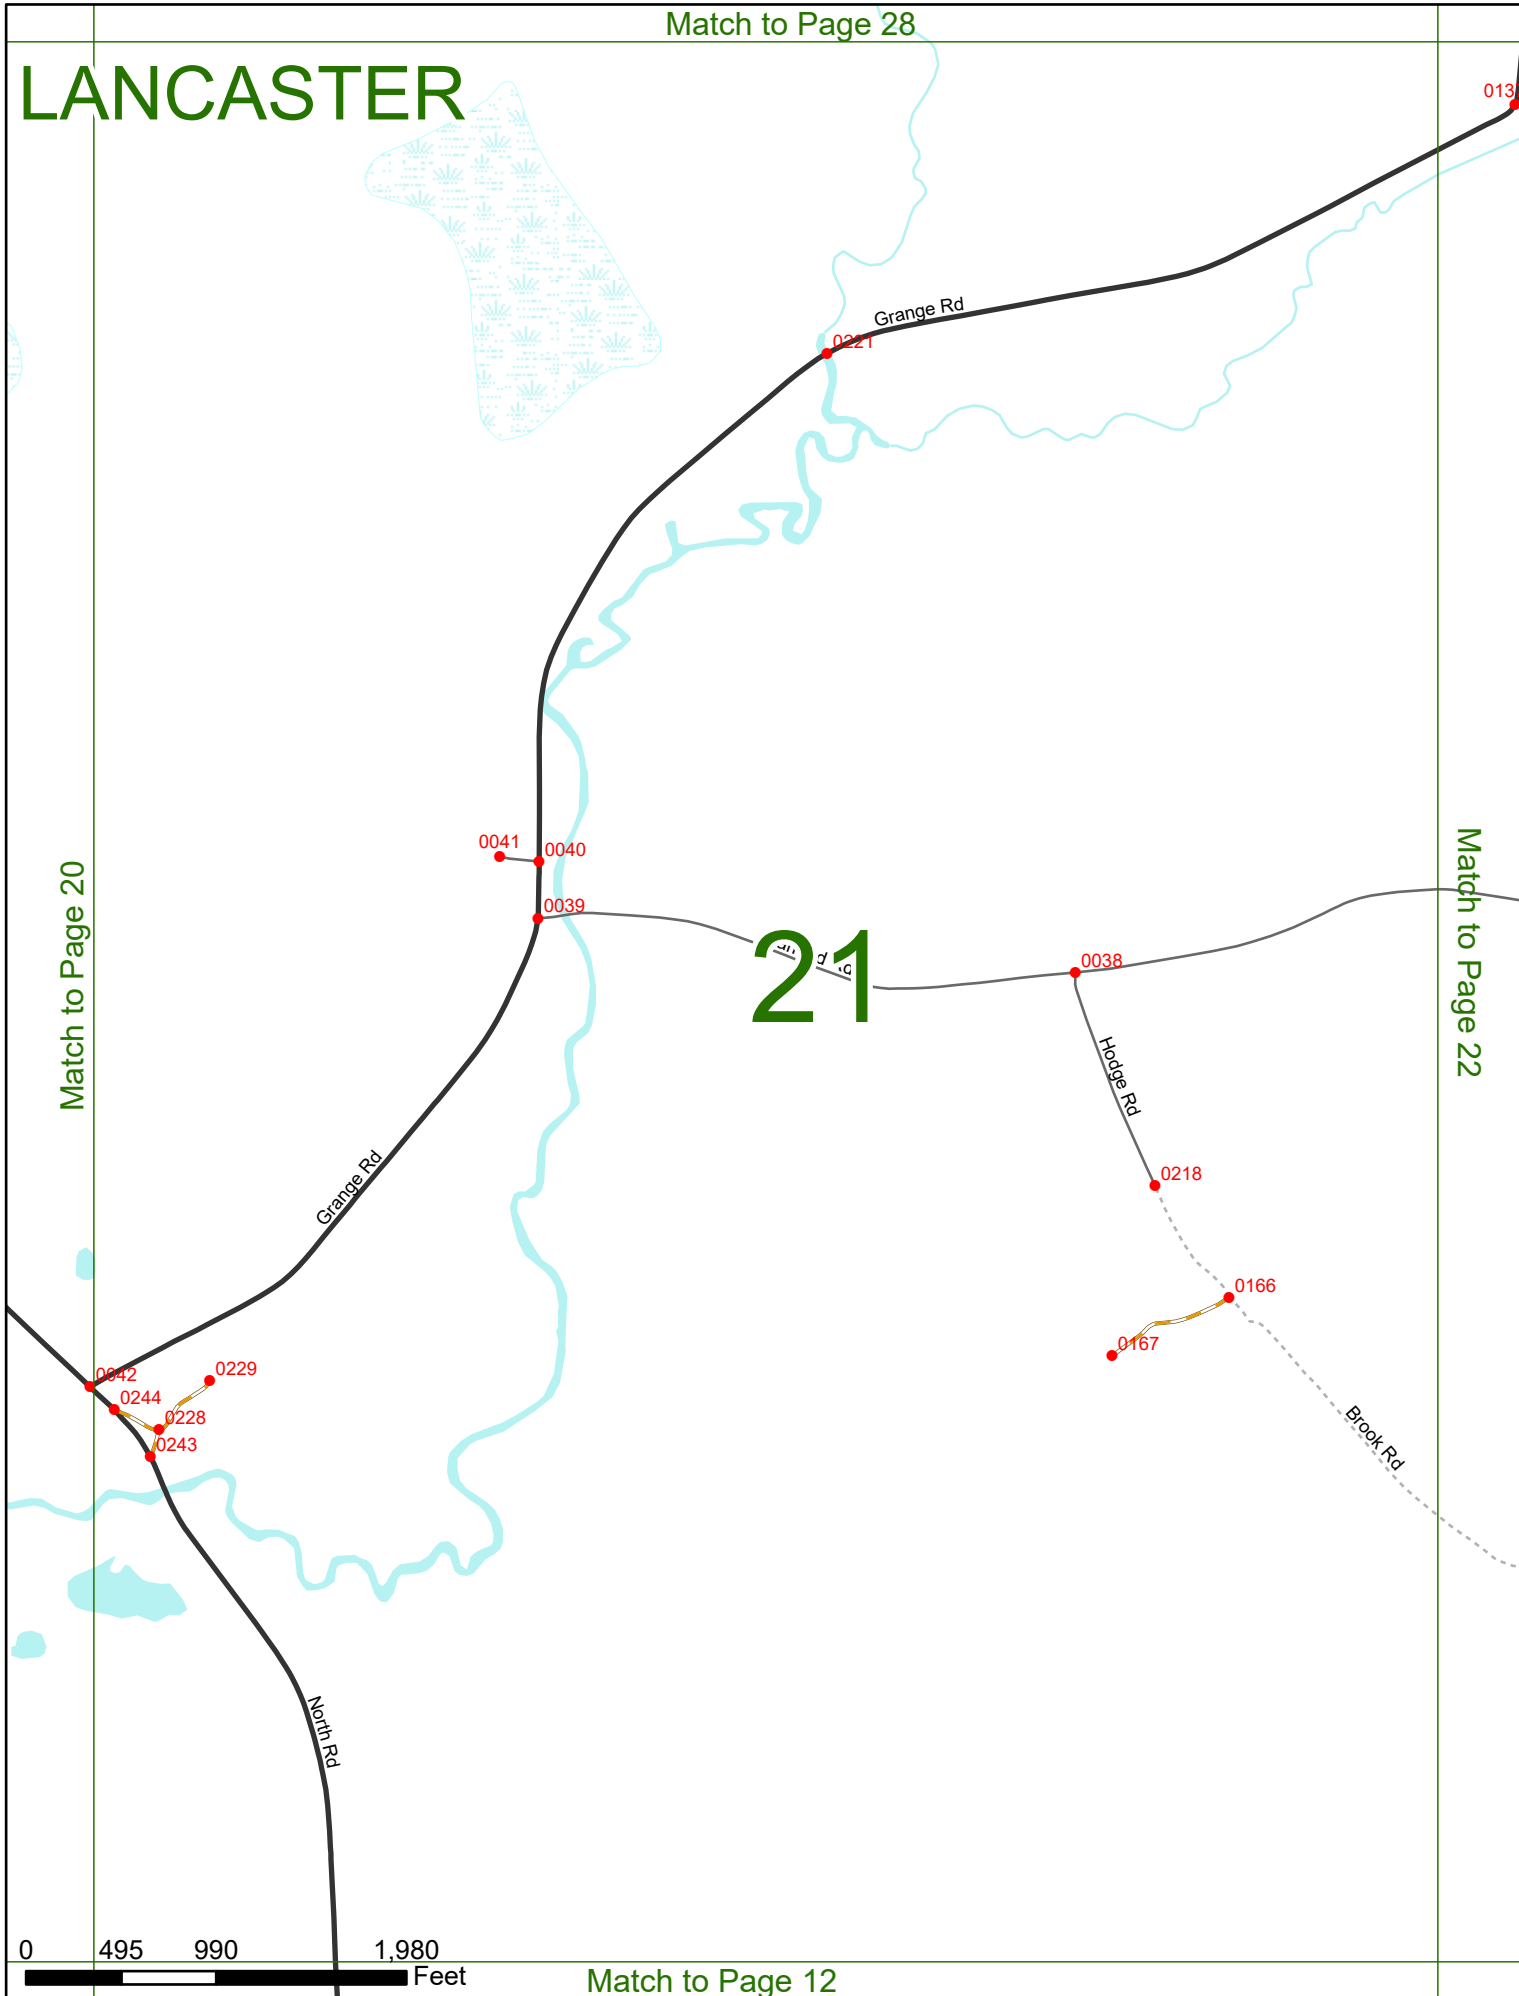 Match to Page 28
LANCASTER
013
Grange Rd
0221
0041
0040
0039
Match to Page 20
21
0038
Match to Page 22
Hodge Rd
0218
Grange Rd
0166
0167
0042
0229
0244
0228
0243
Brook Rd
North Rd
0 495 990 1,980
Feet
Match to Page 12